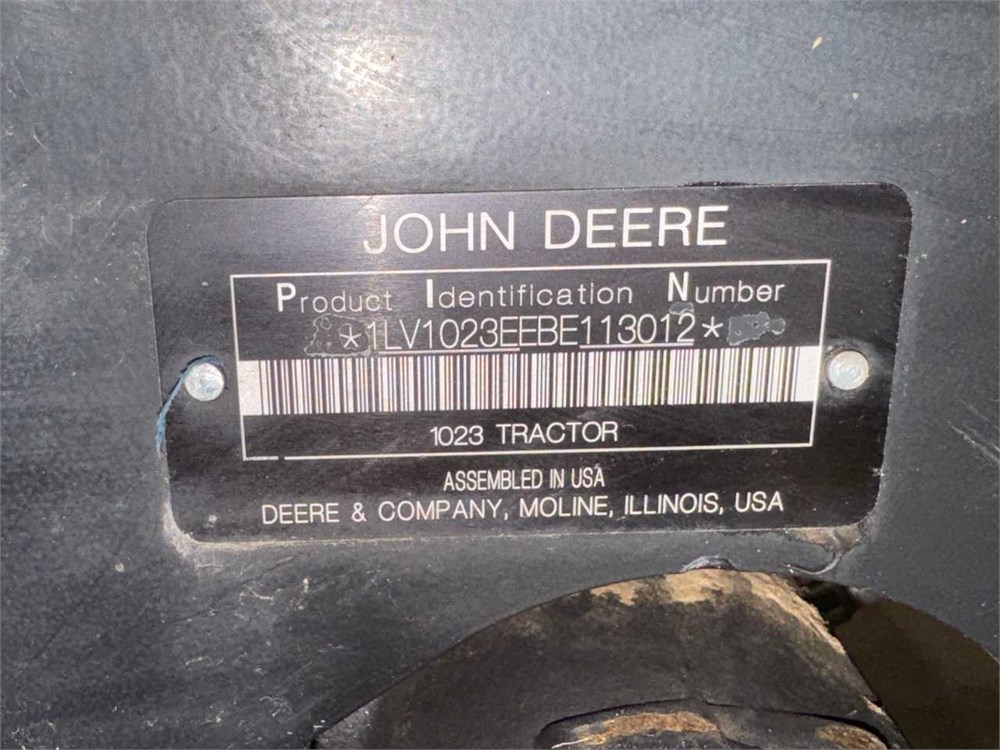 JOHN DEERE
Product Identification Number
*1LV1023EEBE113012*
1023 TRACTOR
ASSEMBLED IN USA
DEERE & COMPANY, MOLINE, ILLINOIS, USA